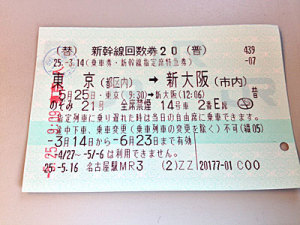 (替) 新幹線回数券20 (普) 439
25.-3.14 (乗車券・新幹線指定席特急券) -07
東京(都区内) → 新大阪(市内)
5月25日・東京(9:30)→新大阪(12:06)
のぞみ 21号 全席禁煙 14号車 2番E席
指定列車に乗り遅れた時は当日の自由席に乗車できます。
途中下車、乗車変更(乗車列車の変更を除く)不可(緑05)
3月14日から-6月23日まで有効
4/27~-5/-6は利用できません。
25.-5.16 名古屋駅MR3 (2)ZZ 20177-01 C00